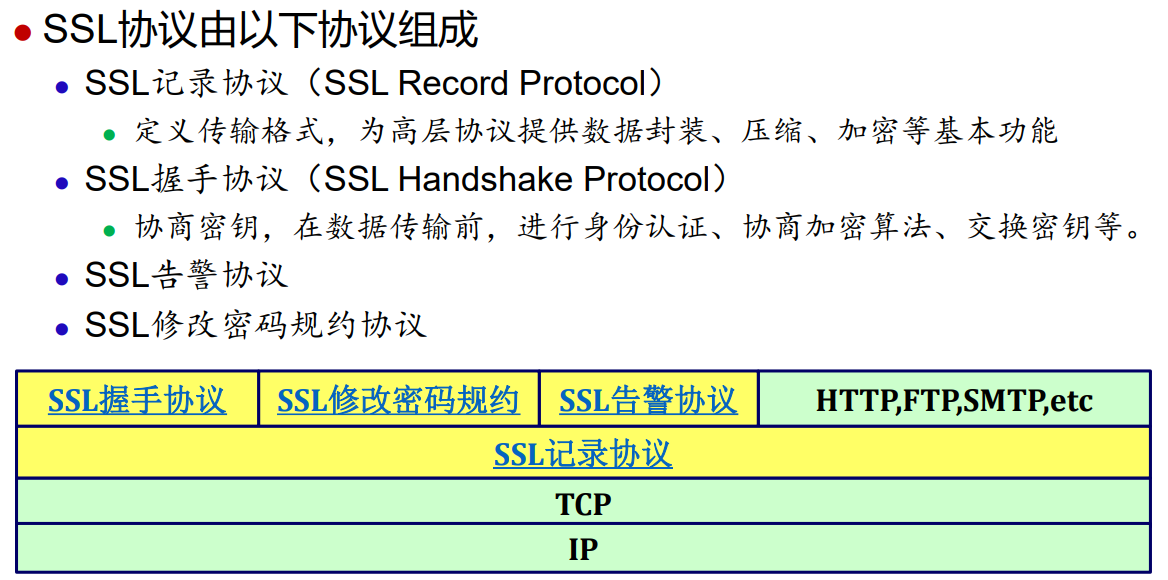 SSL协议由以下协议组成
SSL记录协议（SSL Record Protocol）
定义传输格式，为高层协议提供数据封装、压缩、加密等基本功能
SSL握手协议（SSL Handshake Protocol）
协商密钥，在数据传输前，进行身份认证、协商加密算法、交换密钥等。
SSL告警协议
SSL修改密码规约协议
SSL握手协议 SSL修改密码规约 SSL告警协议 HTTP,FTP,SMTP,etc
SSL记录协议
TCP
IP